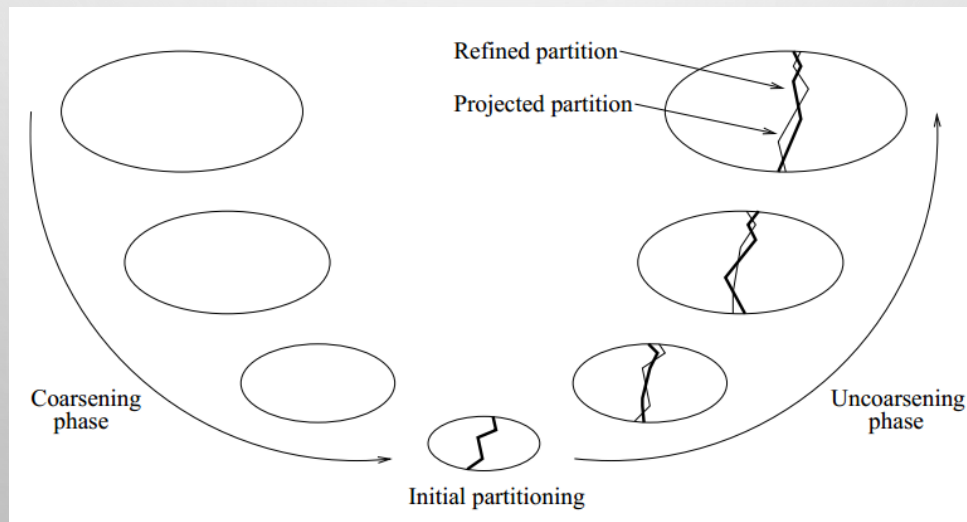 Refined partition
Projected partition
Coarsening
phase
Uncoarsening
phase
Initial partitioning